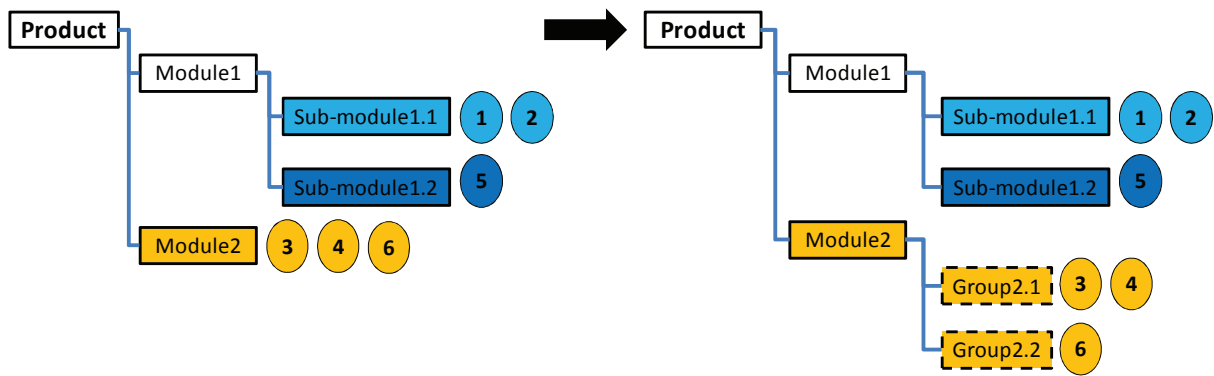 Product
Module1
Sub-module1.1 1 2
Sub-module1.2 5
Module2 3 4 6
Product
Module1
Sub-module1.1 1 2
Sub-module1.2 5
Module2
Group2.1 3 4
Group2.2 6